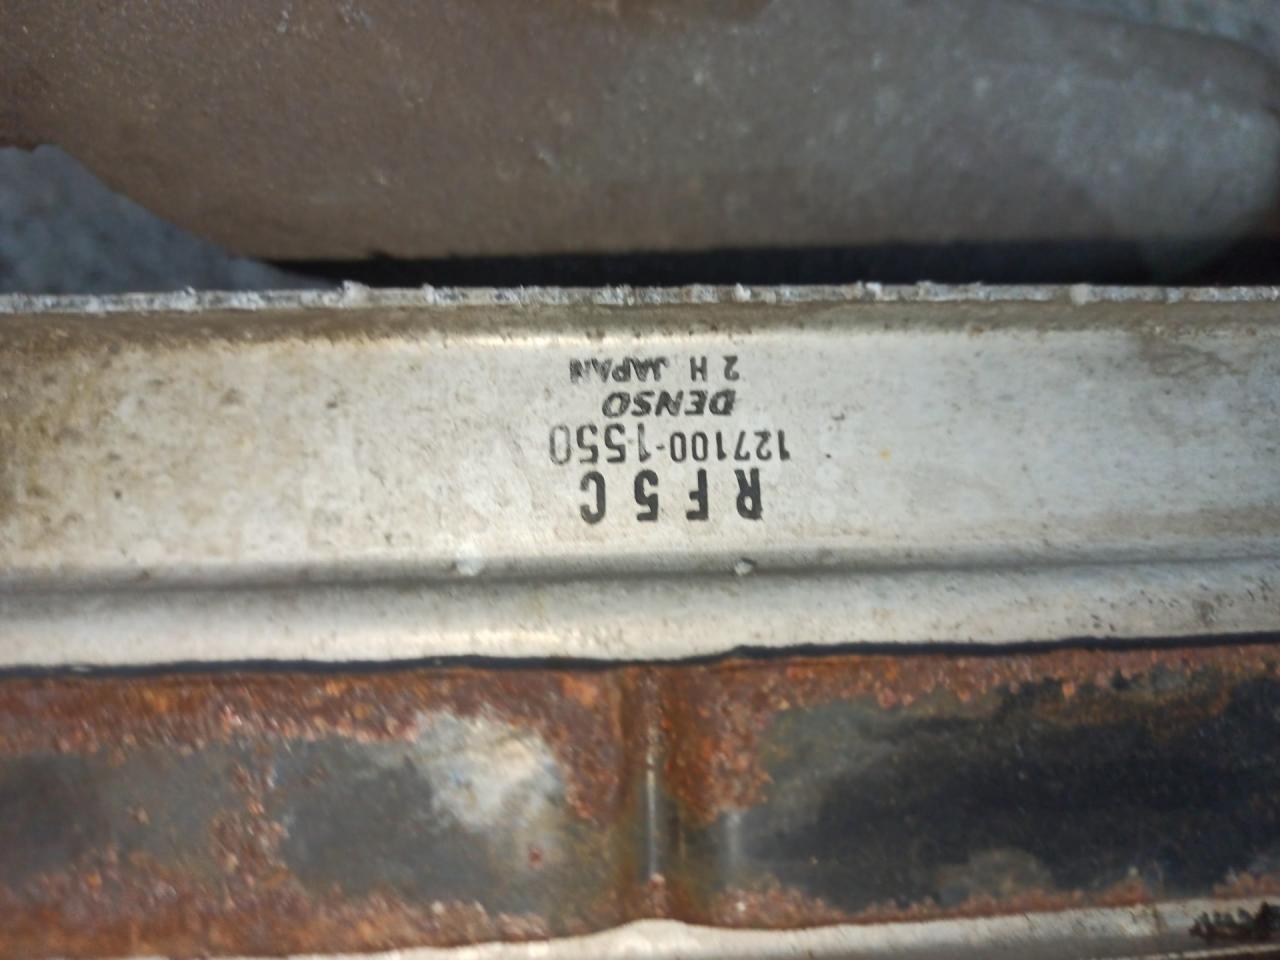 RF5C
127100-1550
DENSO
2 H JAPAN